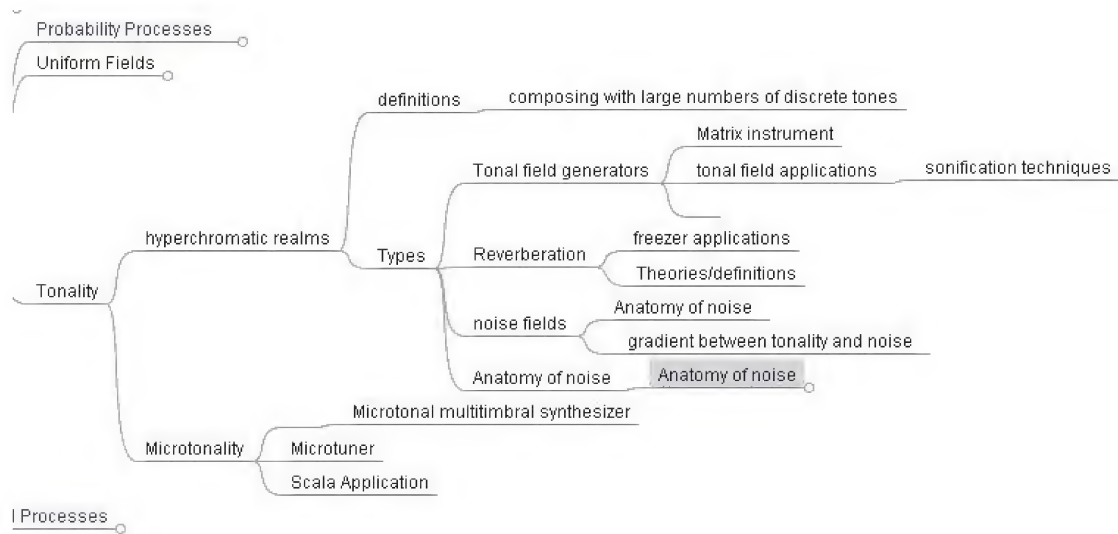 Probability Processes
Uniform Fields
definitions
composing with large numbers of discrete tones
Matrix instrument
Tonal field generators
tonal field applications
sonification techniques
hyperchromatic realms
Types
freezer applications
Reverberation
Theories/definitions
Tonality
Anatomy of noise
noise fields
gradient between tonality and noise
Anatomy of noise
Anatomy of noise
Microtonal multitimbral synthesizer
Microtonality
Microtuner
Scala Application
l Processes